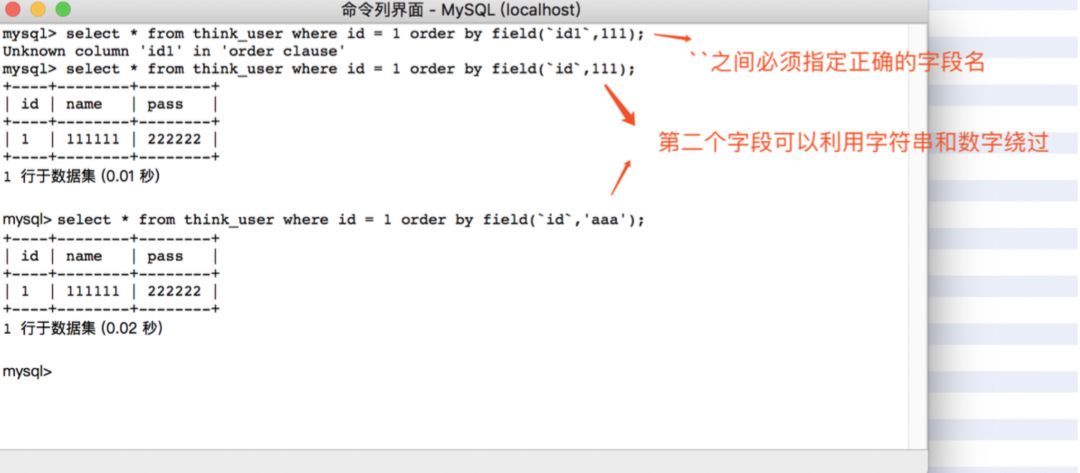 命令列界面 - MySQL (localhost)
mysql> select * from think_user where id = 1 order by field(`id1`,111);
Unknown column 'id1' in 'order clause'
``之间必须指定正确的字段名
mysql> select * from think_user where id = 1 order by field(`id`,111);
+----+--------+--------+
| id | name   | pass   |
+----+--------+--------+
| 1  | 111111 | 222222 |
+----+--------+--------+
第二个字段可以利用字符串和数字绕过
1 行于数据集 (0.01 秒)
mysql> select * from think_user where id = 1 order by field(`id`,'aaa');
+----+--------+--------+
| id | name   | pass   |
+----+--------+--------+
| 1  | 111111 | 222222 |
+----+--------+--------+
1 行于数据集 (0.02 秒)
mysql>